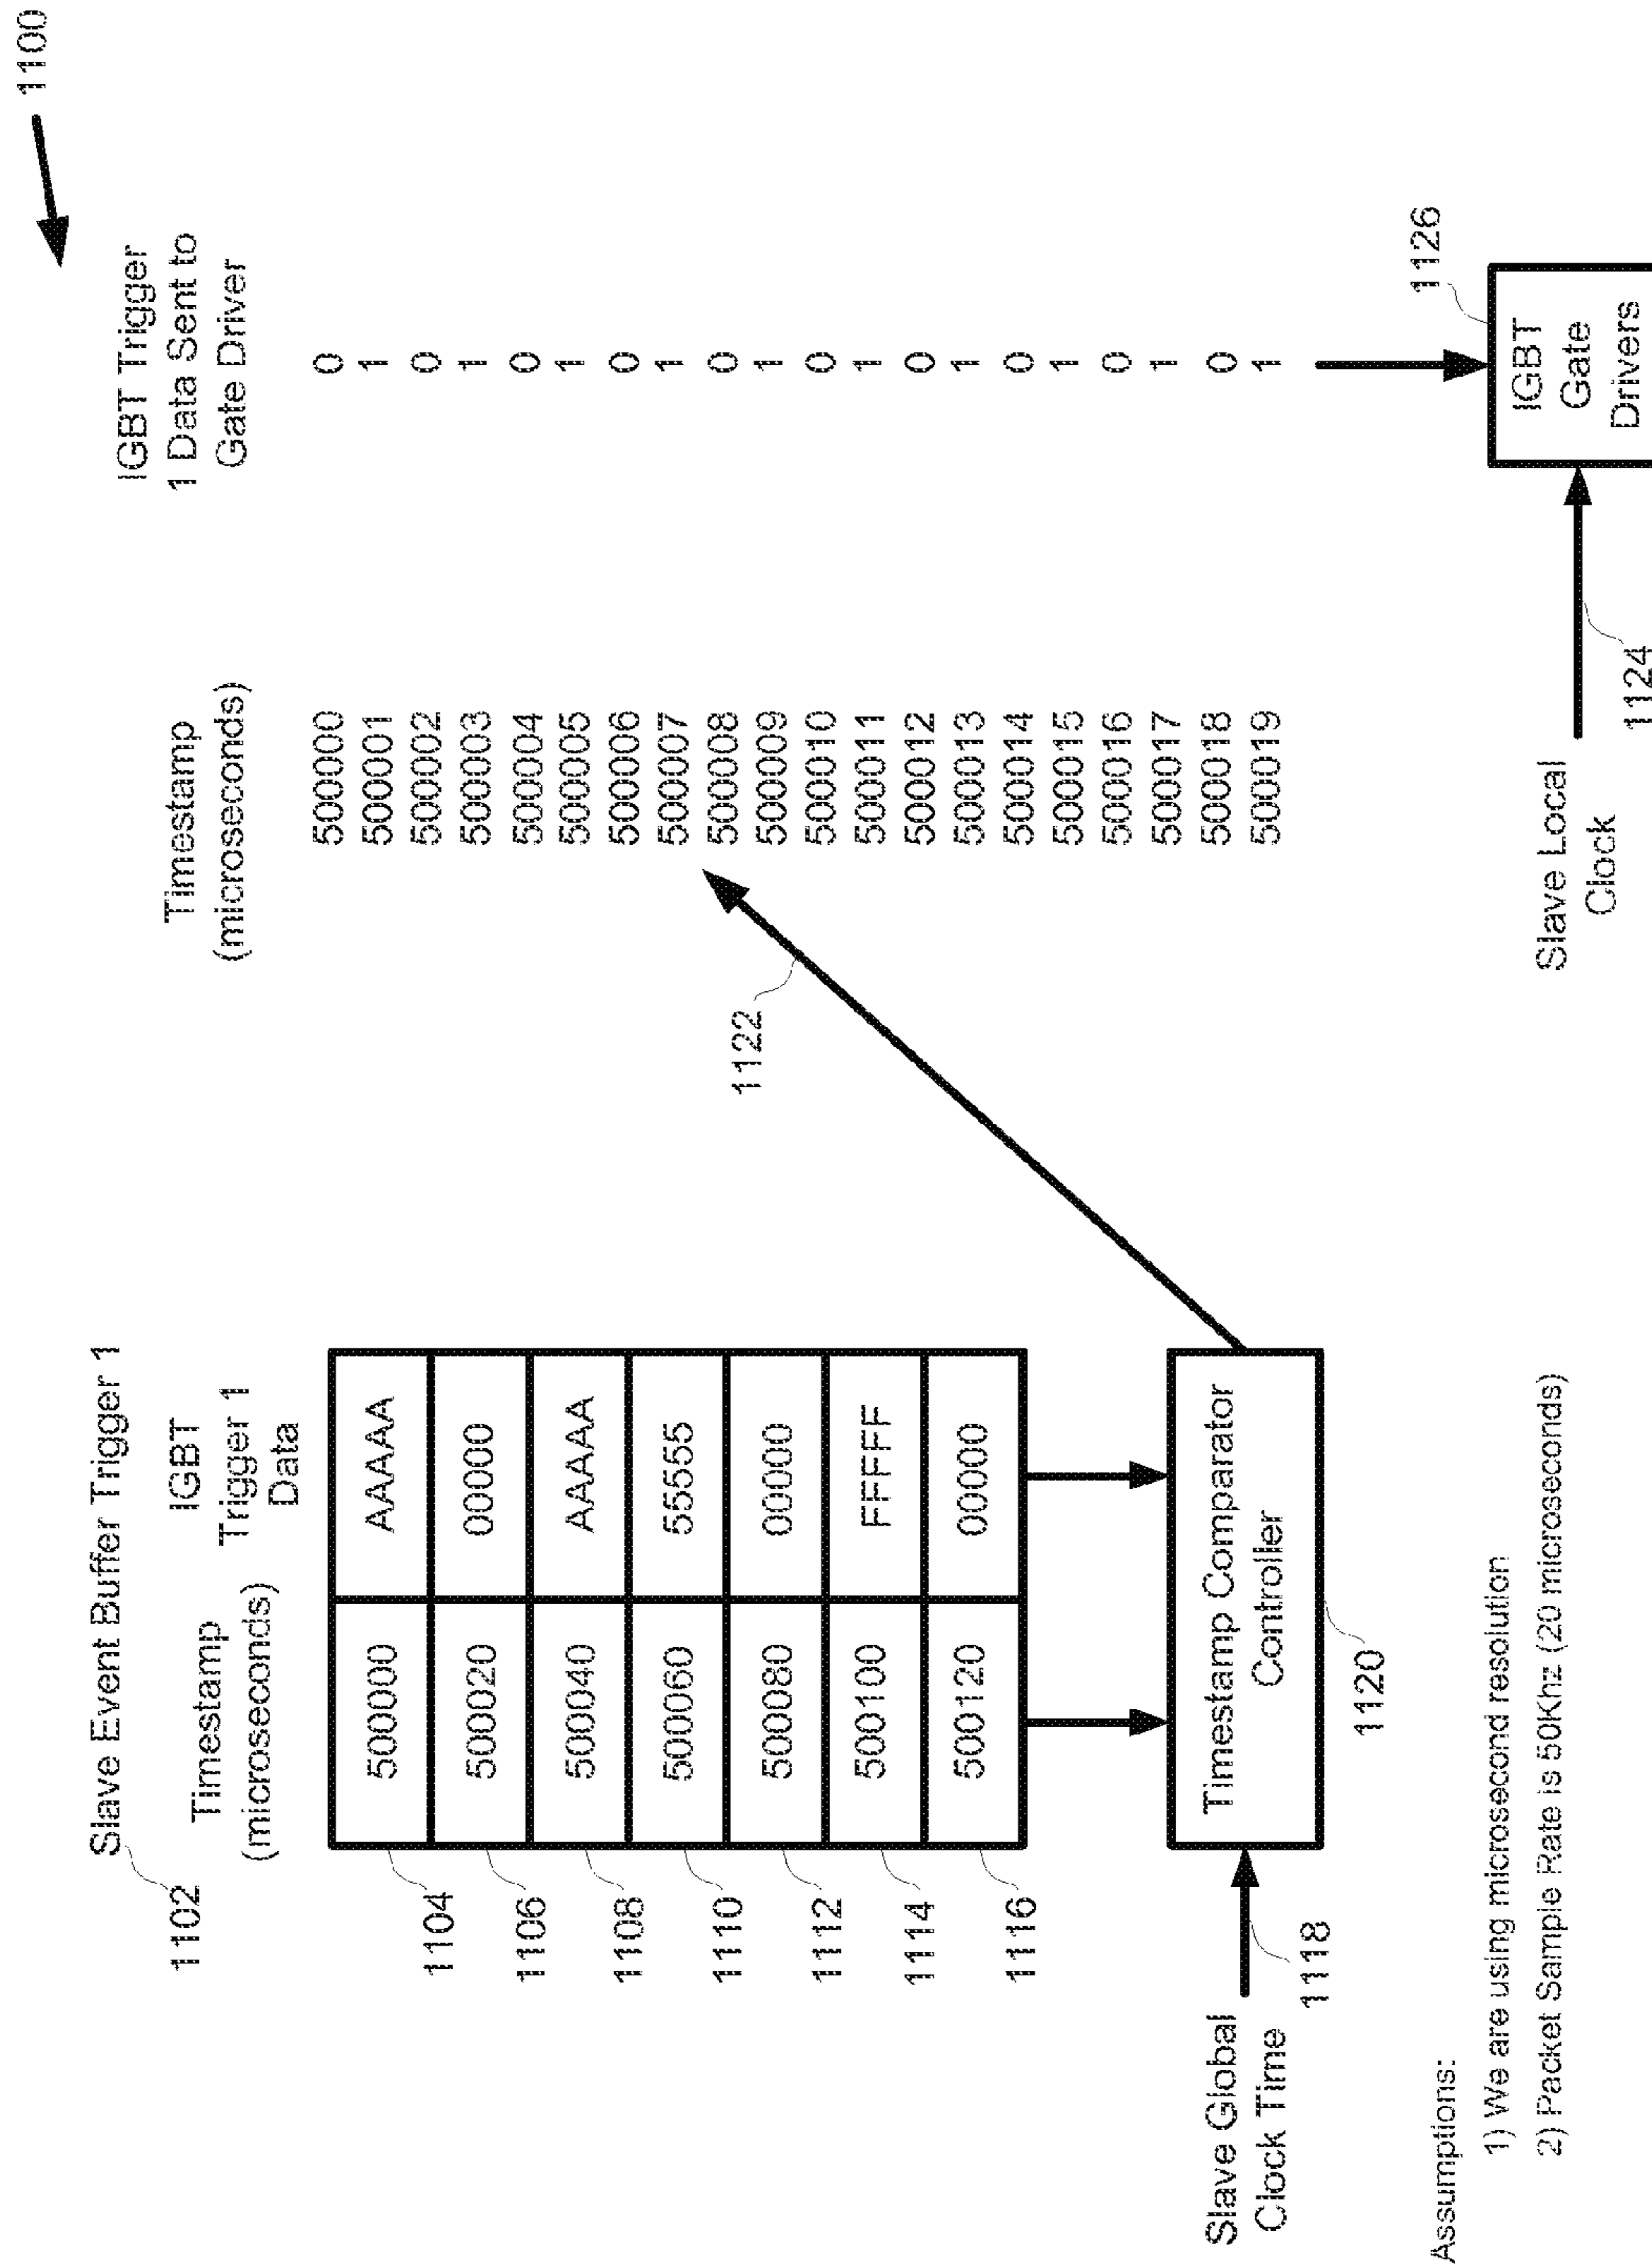 1100
Slave Event Buffer Trigger 1
1102
Timestamp
(microseconds)
IGBT
Trigger 1
Data
1104
500000
AAAAA
1106
500020
00000
1108
500040
AAAAA
1110
500060
55555
1112
500080
00000
1114
500100
FFFFF
1116
500120
00000
Slave Global
Clock Time
1118
Timestamp Comparator
Controller
1120
1122
Timestamp
(microseconds)
IGBT Trigger
1 Data Sent to
Gate Driver
500000 0
500001 1
500002 0
500003 1
500004 0
500005 1
500006 0
500007 1
500008 0
500009 1
500010 0
500011 1
500012 0
500013 1
500014 0
500015 1
500016 0
500017 1
500018 0
500019 1
Slave Local
Clock
1124
1126
IGBT
Gate
Drivers
Assumptions:
1) We are using microsecond resolution
2) Packet Sample Rate is 50Khz (20 microseconds)